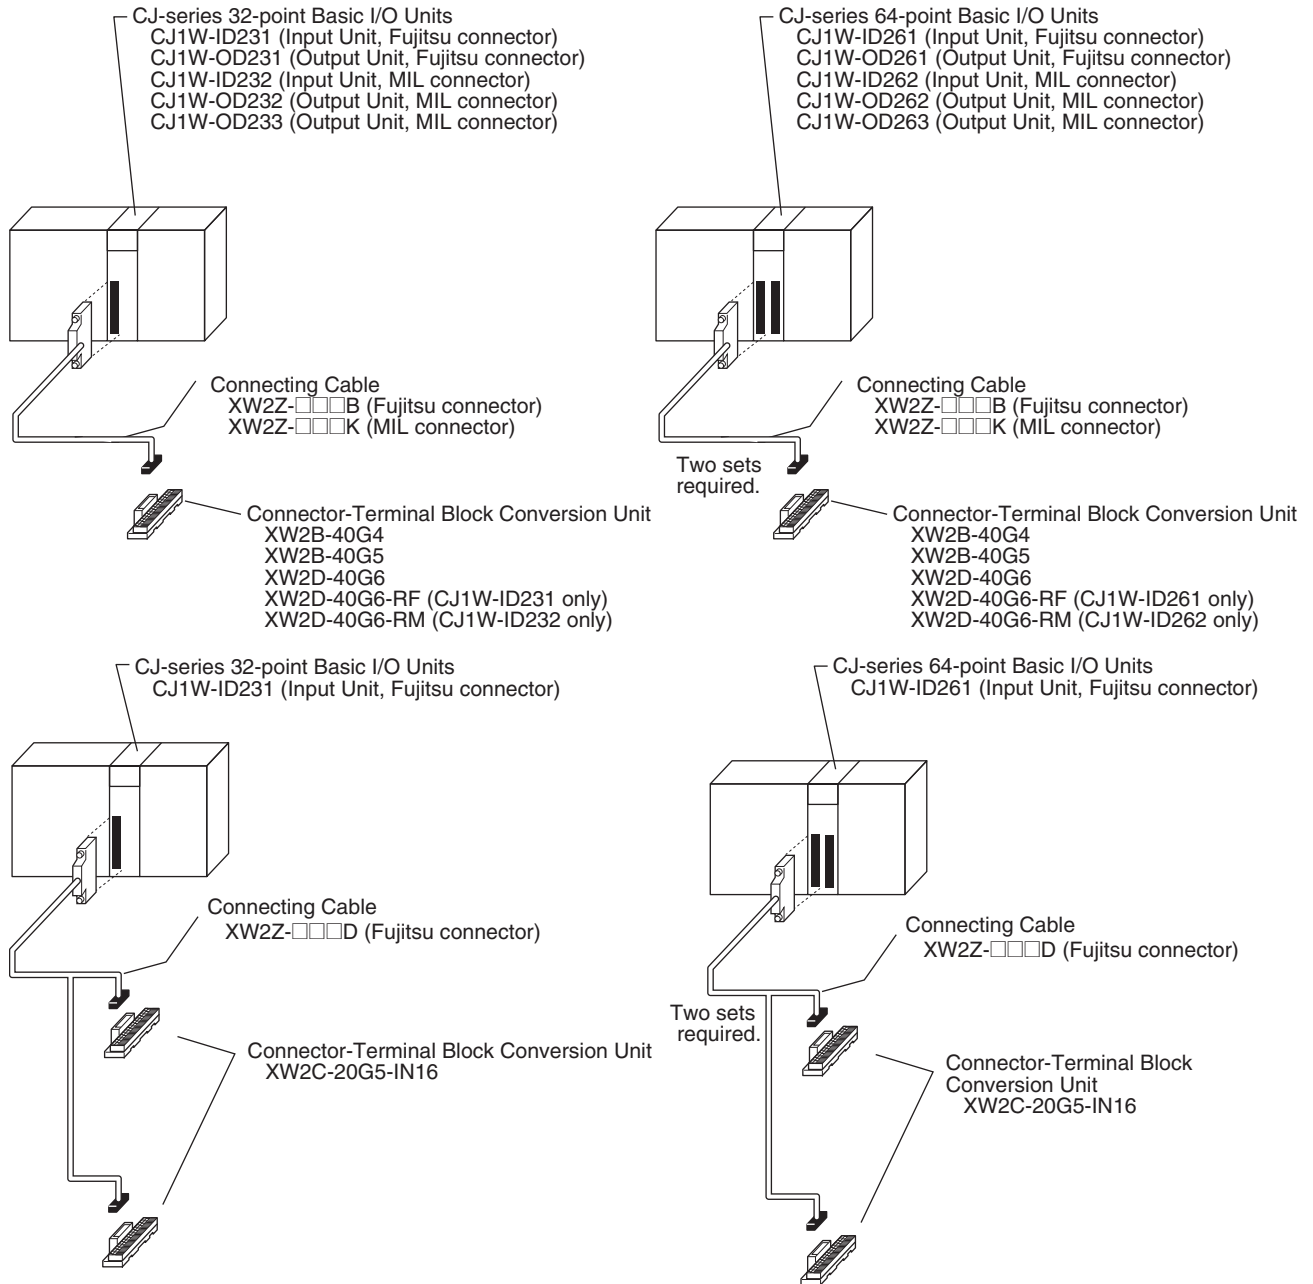 CJ-series 32-point Basic I/O Units
CJ1W-ID231 (Input Unit, Fujitsu connector)
CJ1W-OD231 (Output Unit, Fujitsu connector)
CJ1W-ID232 (Input Unit, MIL connector)
CJ1W-OD232 (Output Unit, MIL connector)
CJ1W-OD233 (Output Unit, MIL connector)
Connecting Cable
XW2Z-□□□B (Fujitsu connector)
XW2Z-□□□K (MIL connector)
Connector-Terminal Block Conversion Unit
XW2B-40G4
XW2B-40G5
XW2D-40G6
XW2D-40G6-RF (CJ1W-ID231 only)
XW2D-40G6-RM (CJ1W-ID232 only)
CJ-series 64-point Basic I/O Units
CJ1W-ID261 (Input Unit, Fujitsu connector)
CJ1W-OD261 (Output Unit, Fujitsu connector)
CJ1W-ID262 (Input Unit, MIL connector)
CJ1W-OD262 (Output Unit, MIL connector)
CJ1W-OD263 (Output Unit, MIL connector)
Connecting Cable
XW2Z-□□□B (Fujitsu connector)
XW2Z-□□□K (MIL connector)
Two sets
required.
Connector-Terminal Block Conversion Unit
XW2B-40G4
XW2B-40G5
XW2D-40G6
XW2D-40G6-RF (CJ1W-ID261 only)
XW2D-40G6-RM (CJ1W-ID262 only)
CJ-series 32-point Basic I/O Units
CJ1W-ID231 (Input Unit, Fujitsu connector)
Connecting Cable
XW2Z-□□□D (Fujitsu connector)
Connector-Terminal Block Conversion Unit
XW2C-20G5-IN16
CJ-series 64-point Basic I/O Units
CJ1W-ID261 (Input Unit, Fujitsu connector)
Connecting Cable
XW2Z-□□□D (Fujitsu connector)
Two sets
required.
Connector-Terminal Block
Conversion Unit
XW2C-20G5-IN16